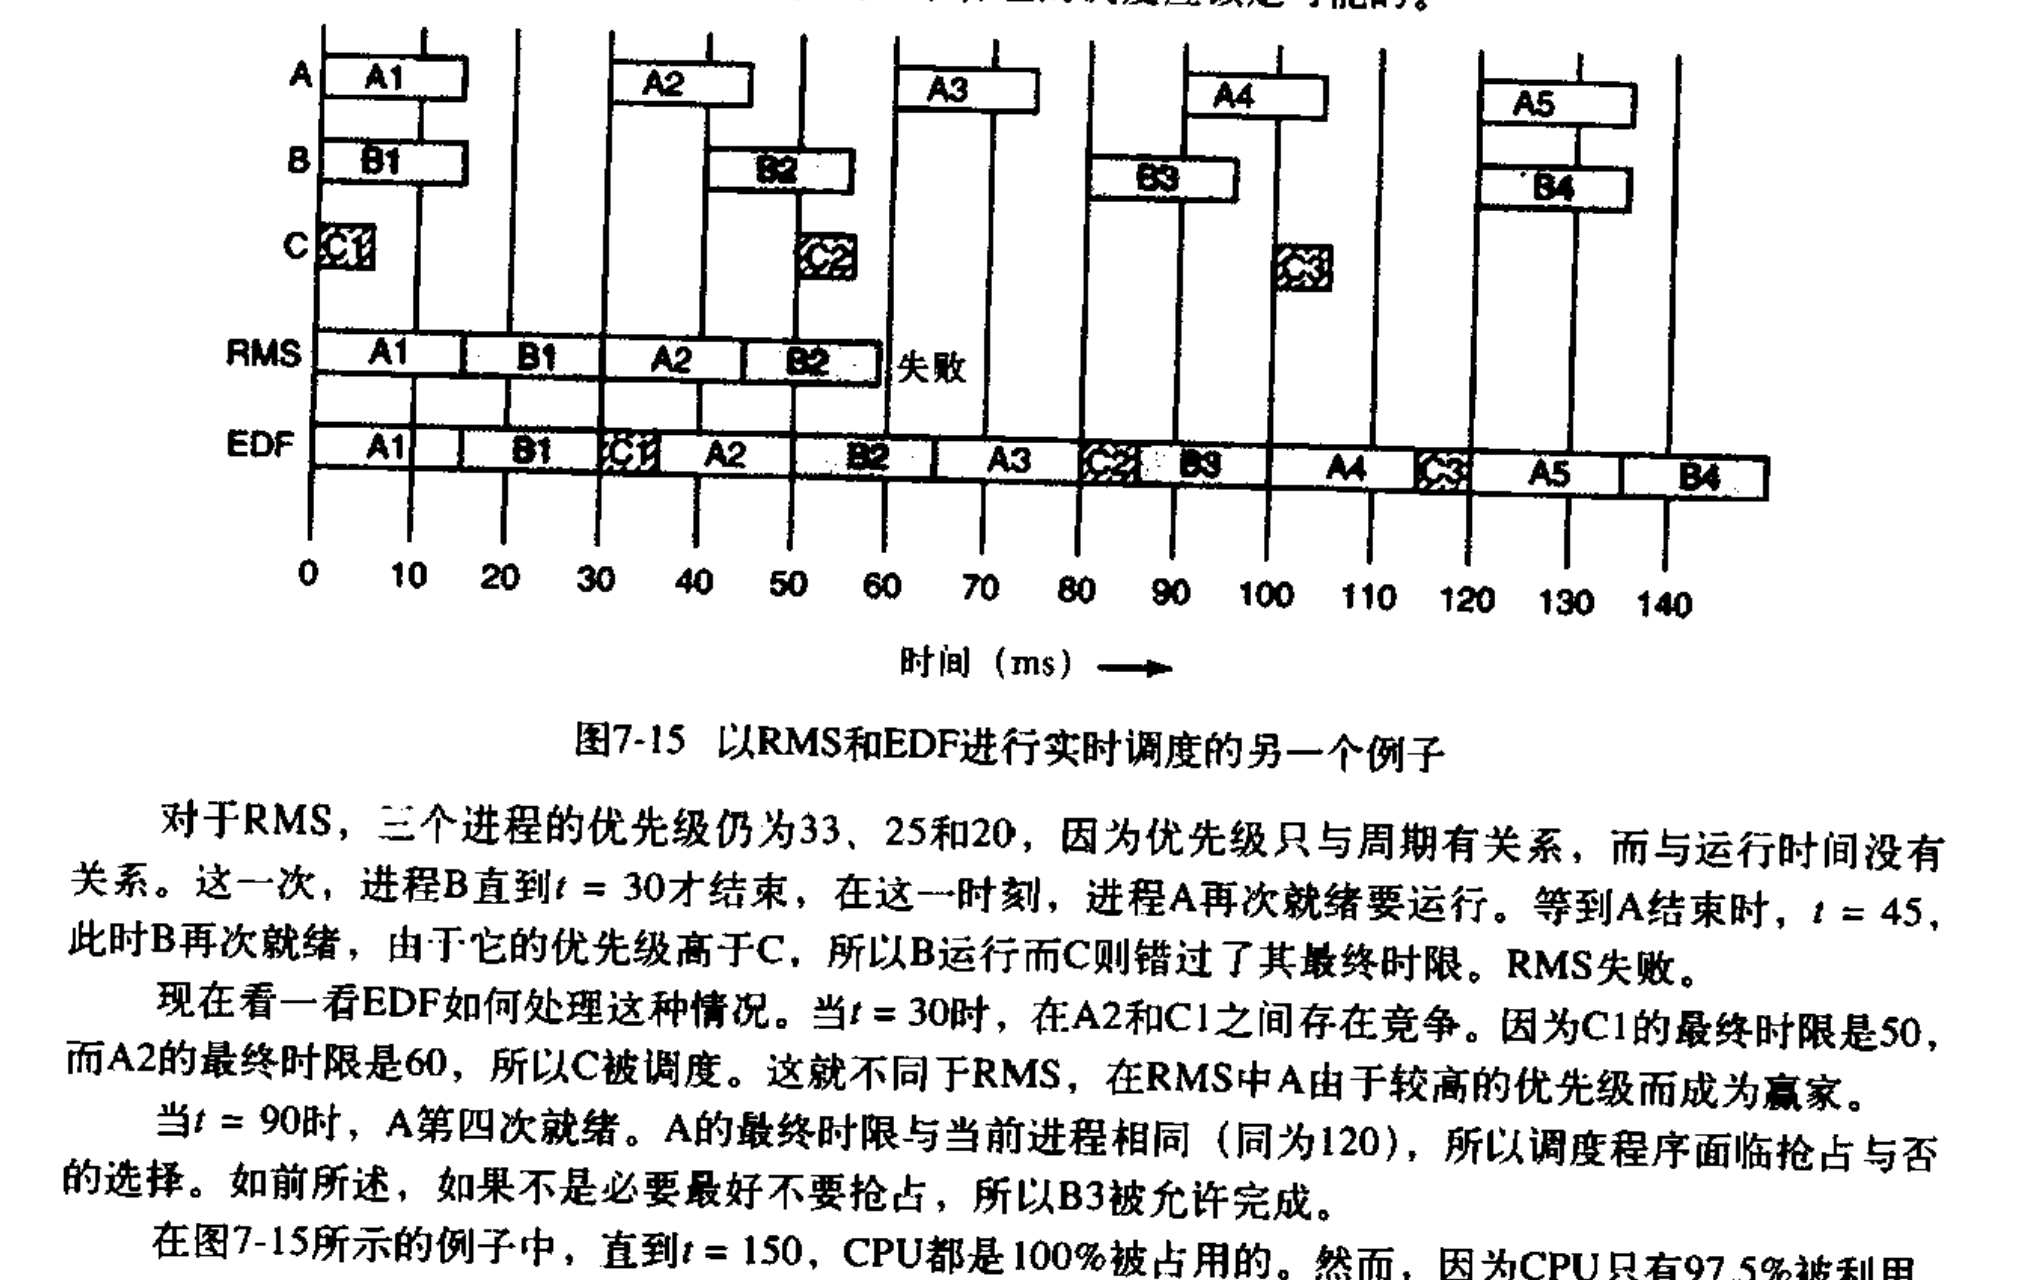 能的。
A A1 A2 A3 A4 A5
B B1 B2 B3 B4
C C1 C2 C3
RMS A1 B1 A2 B2 失败
EDF A1 B1 C1 A2 B2 A3 C2 B3 A4 C3 A5 B4
0 10 20 30 40 50 60 70 80 90 100 110 120 130 140
时间（ms）
图7-15 以RMS和EDF进行实时调度的另一个例子
对于RMS，三个进程的优先级仍为33、25和20，因为优先级只与周期有关系，而与运行时间没有
关系。这一次，进程B直到t = 30才结束，在这一时刻，进程A再次就绪要运行。等到A结束时，t = 45，
此时B再次就绪，由于它的优先级高于C，所以B运行而C则错过了其最终时限。RMS失败。
现在看一看EDF如何处理这种情况。当t = 30时，在A2和C1之间存在竞争。因为C1的最终时限是50，
而A2的最终时限是60，所以C被调度。这就不同于RMS，在RMS中A由于较高的优先级而成为赢家。
当t = 90时，A第四次就绪。A的最终时限与当前进程相同（同为120），所以调度程序面临抢占与否
的选择。如前所述，如果不是必要最好不要抢占，所以B3被允许完成。
在图7-15所示的例子中，直到t = 150，CPU都是100%被占用的。然而，因为CPU只有97.5%被利用